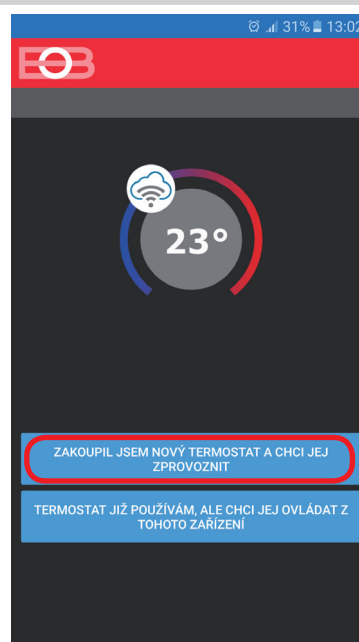 31% 13:02
EOB
23°
ZAKOUPIL JSEM NOVÝ TERMOSTAT A CHCI JEJ
ZPROVOZNIT
TERMOSTAT JIŽ POUŽÍVÁM, ALE CHCI JEJ OVLÁDAT Z
TOHOTO ZAŘÍZENÍ